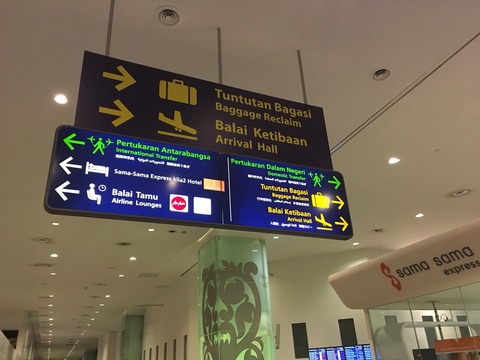 Tuntutan Bagasi
Baggage Reclaim
Balai Ketibaan
Arrival Hall
Pertukaran Antarabangsa
International Transfer
Sama-Sama Express klia2 Hotel
Balai Tamu
Airline Lounges
Pertukaran Dalam Negeri
Domestic Transfer
Tuntutan Bagasi
Baggage Reclaim
Balai Ketibaan
Arrival Hall
sama sama
express